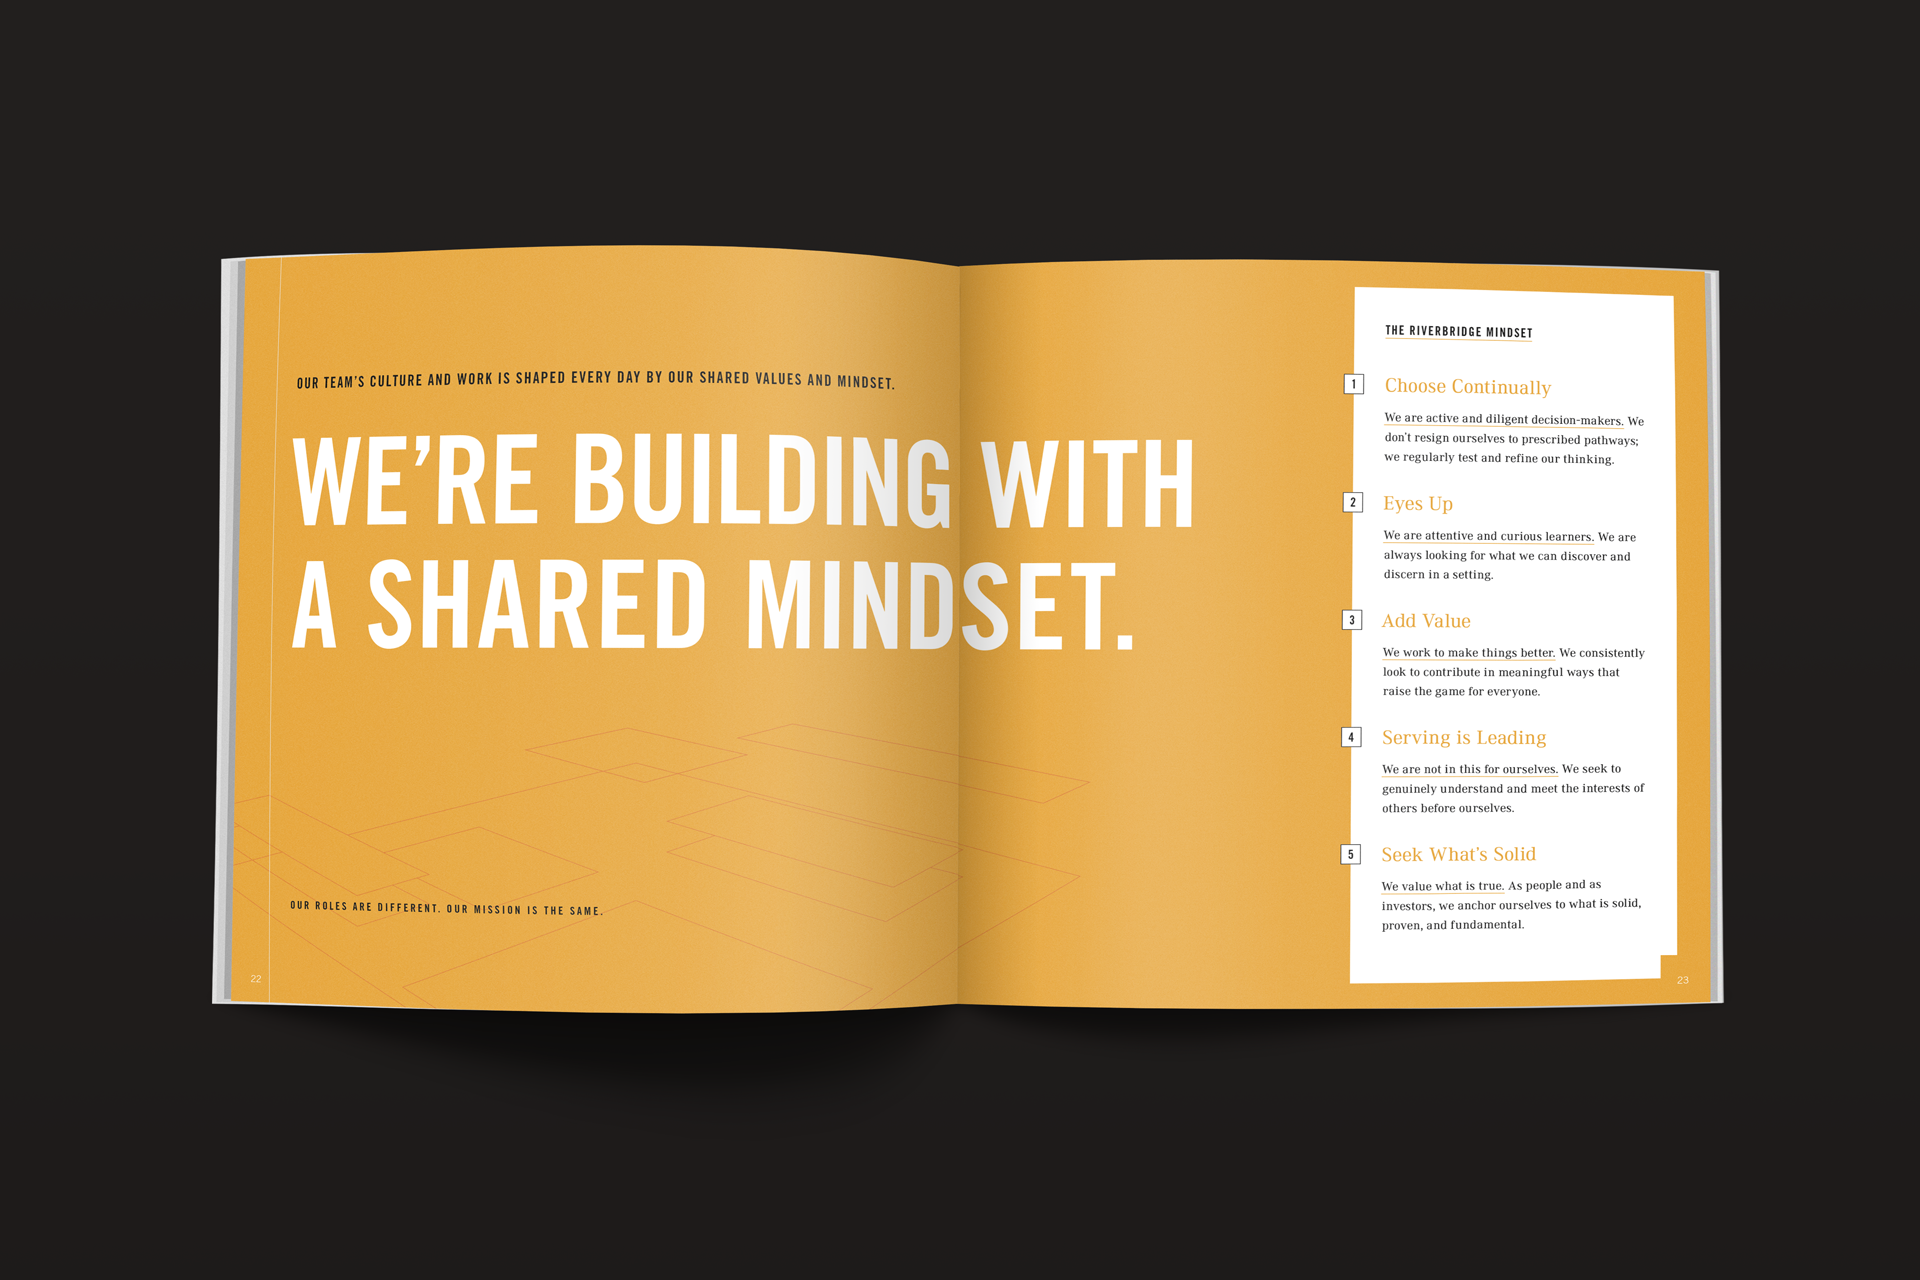 OUR TEAM'S CULTURE AND WORK IS SHAPED EVERY DAY BY OUR SHARED VALUES AND MINDSET.
WE'RE BUILDING WITH
A SHARED MINDSET.
OUR ROLES ARE DIFFERENT. OUR MISSION IS THE SAME.
22
THE RIVERBRIDGE MINDSET
1 Choose Continually
We are active and diligent decision-makers. We
don't resign ourselves to prescribed pathways;
we regularly test and refine our thinking.
2 Eyes Up
We are attentive and curious learners. We are
always looking for what we can discover and
discern in a setting.
3 Add Value
We work to make things better. We consistently
look to contribute in meaningful ways that
raise the game for everyone.
4 Serving is Leading
We are not in this for ourselves. We seek to
genuinely understand and meet the interests of
others before ourselves.
5 Seek What's Solid
We value what is true. As people and as
investors, we anchor ourselves to what is solid,
proven, and fundamental.
23